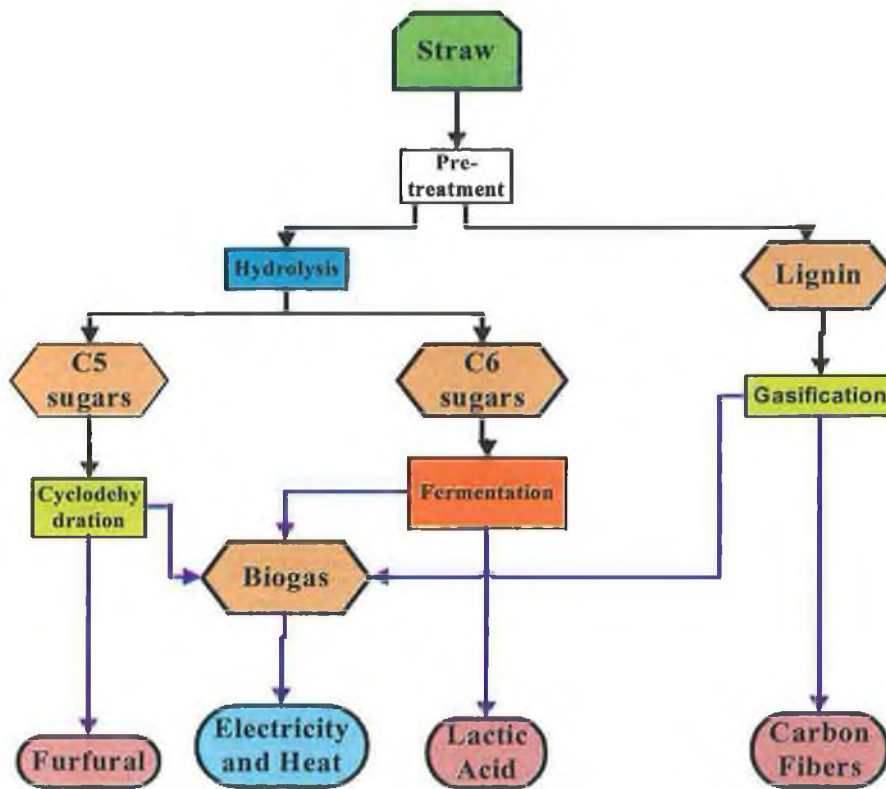 Straw
Pre-
treatment
Hydrolysis
Lignin
C5
sugars
C6
sugars
Gasification
Cyclodehy
dration
Fermentation
Biogas
Furfural
Electricity
and Heat
Lactic
Acid
Carbon
Fibers